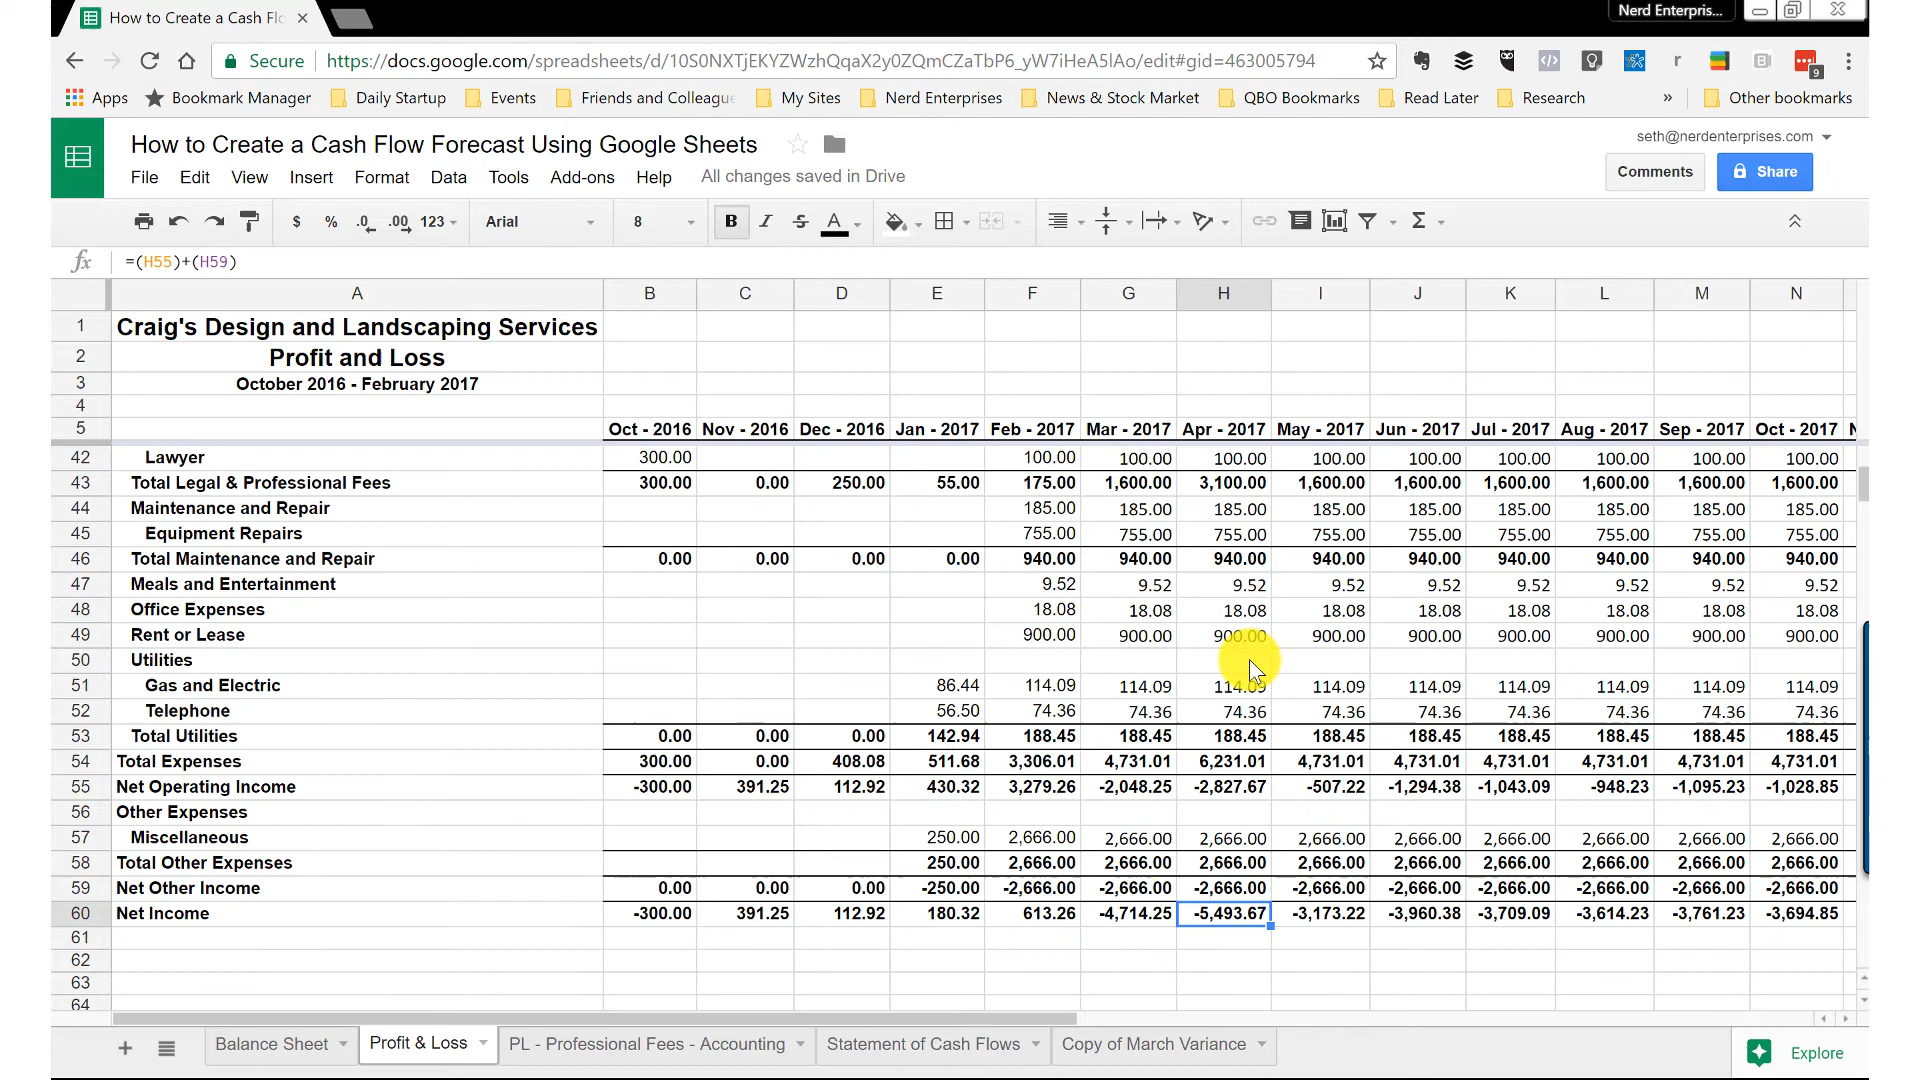 How to Create a Cash Flo
Nerd Enterpris...
Secure https://docs.google.com/spreadsheets/d/10S0NXTjEKYZWzhQqaX2y0ZQmCZaTbP6_yW7iHeA5lAo/edit#gid=463005794
9
Apps Bookmark Manager Daily Startup Events Friends and Colleagu My Sites Nerd Enterprises News & Stock Market QBO Bookmarks Read Later Research » Other bookmarks
How to Create a Cash Flow Forecast Using Google Sheets
seth@nerdenterprises.com
File Edit View Insert Format Data Tools Add-ons Help All changes saved in Drive
Comments Share
$ % .0 .00 123 Arial 8 B I S A Σ
fx =(H55)+(H59)
A B C D E F G H I J K L M N
1 Craig's Design and Landscaping Services
2 Profit and Loss
3 October 2016 - February 2017
4
5 Oct - 2016 Nov - 2016 Dec - 2016 Jan - 2017 Feb - 2017 Mar - 2017 Apr - 2017 May - 2017 Jun - 2017 Jul - 2017 Aug - 2017 Sep - 2017 Oct - 2017
42 Lawyer 300.00 100.00 100.00 100.00 100.00 100.00 100.00 100.00 100.00 100.00
43 Total Legal & Professional Fees 300.00 0.00 250.00 55.00 175.00 1,600.00 3,100.00 1,600.00 1,600.00 1,600.00 1,600.00 1,600.00 1,600.00
44 Maintenance and Repair 185.00 185.00 185.00 185.00 185.00 185.00 185.00 185.00 185.00
45 Equipment Repairs 755.00 755.00 755.00 755.00 755.00 755.00 755.00 755.00 755.00
46 Total Maintenance and Repair 0.00 0.00 0.00 0.00 940.00 940.00 940.00 940.00 940.00 940.00 940.00 940.00 940.00
47 Meals and Entertainment 9.52 9.52 9.52 9.52 9.52 9.52 9.52 9.52 9.52
48 Office Expenses 18.08 18.08 18.08 18.08 18.08 18.08 18.08 18.08 18.08
49 Rent or Lease 900.00 900.00 900.00 900.00 900.00 900.00 900.00 900.00 900.00
50 Utilities
51 Gas and Electric 86.44 114.09 114.09 114.09 114.09 114.09 114.09 114.09 114.09 114.09
52 Telephone 56.50 74.36 74.36 74.36 74.36 74.36 74.36 74.36 74.36 74.36
53 Total Utilities 0.00 0.00 0.00 142.94 188.45 188.45 188.45 188.45 188.45 188.45 188.45 188.45 188.45
54 Total Expenses 300.00 0.00 408.08 511.68 3,306.01 4,731.01 6,231.01 4,731.01 4,731.01 4,731.01 4,731.01 4,731.01 4,731.01
55 Net Operating Income -300.00 391.25 112.92 430.32 3,279.26 -2,048.25 -2,827.67 -507.22 -1,294.38 -1,043.09 -948.23 -1,095.23 -1,028.85
56 Other Expenses
57 Miscellaneous 250.00 2,666.00 2,666.00 2,666.00 2,666.00 2,666.00 2,666.00 2,666.00 2,666.00 2,666.00
58 Total Other Expenses 250.00 2,666.00 2,666.00 2,666.00 2,666.00 2,666.00 2,666.00 2,666.00 2,666.00 2,666.00
59 Net Other Income 0.00 0.00 0.00 -250.00 -2,666.00 -2,666.00 -2,666.00 -2,666.00 -2,666.00 -2,666.00 -2,666.00 -2,666.00 -2,666.00
60 Net Income -300.00 391.25 112.92 180.32 613.26 -4,714.25 -5,493.67 -3,173.22 -3,960.38 -3,709.09 -3,614.23 -3,761.23 -3,694.85
61
62
63
64
Balance Sheet Profit & Loss PL - Professional Fees - Accounting Statement of Cash Flows Copy of March Variance Explore